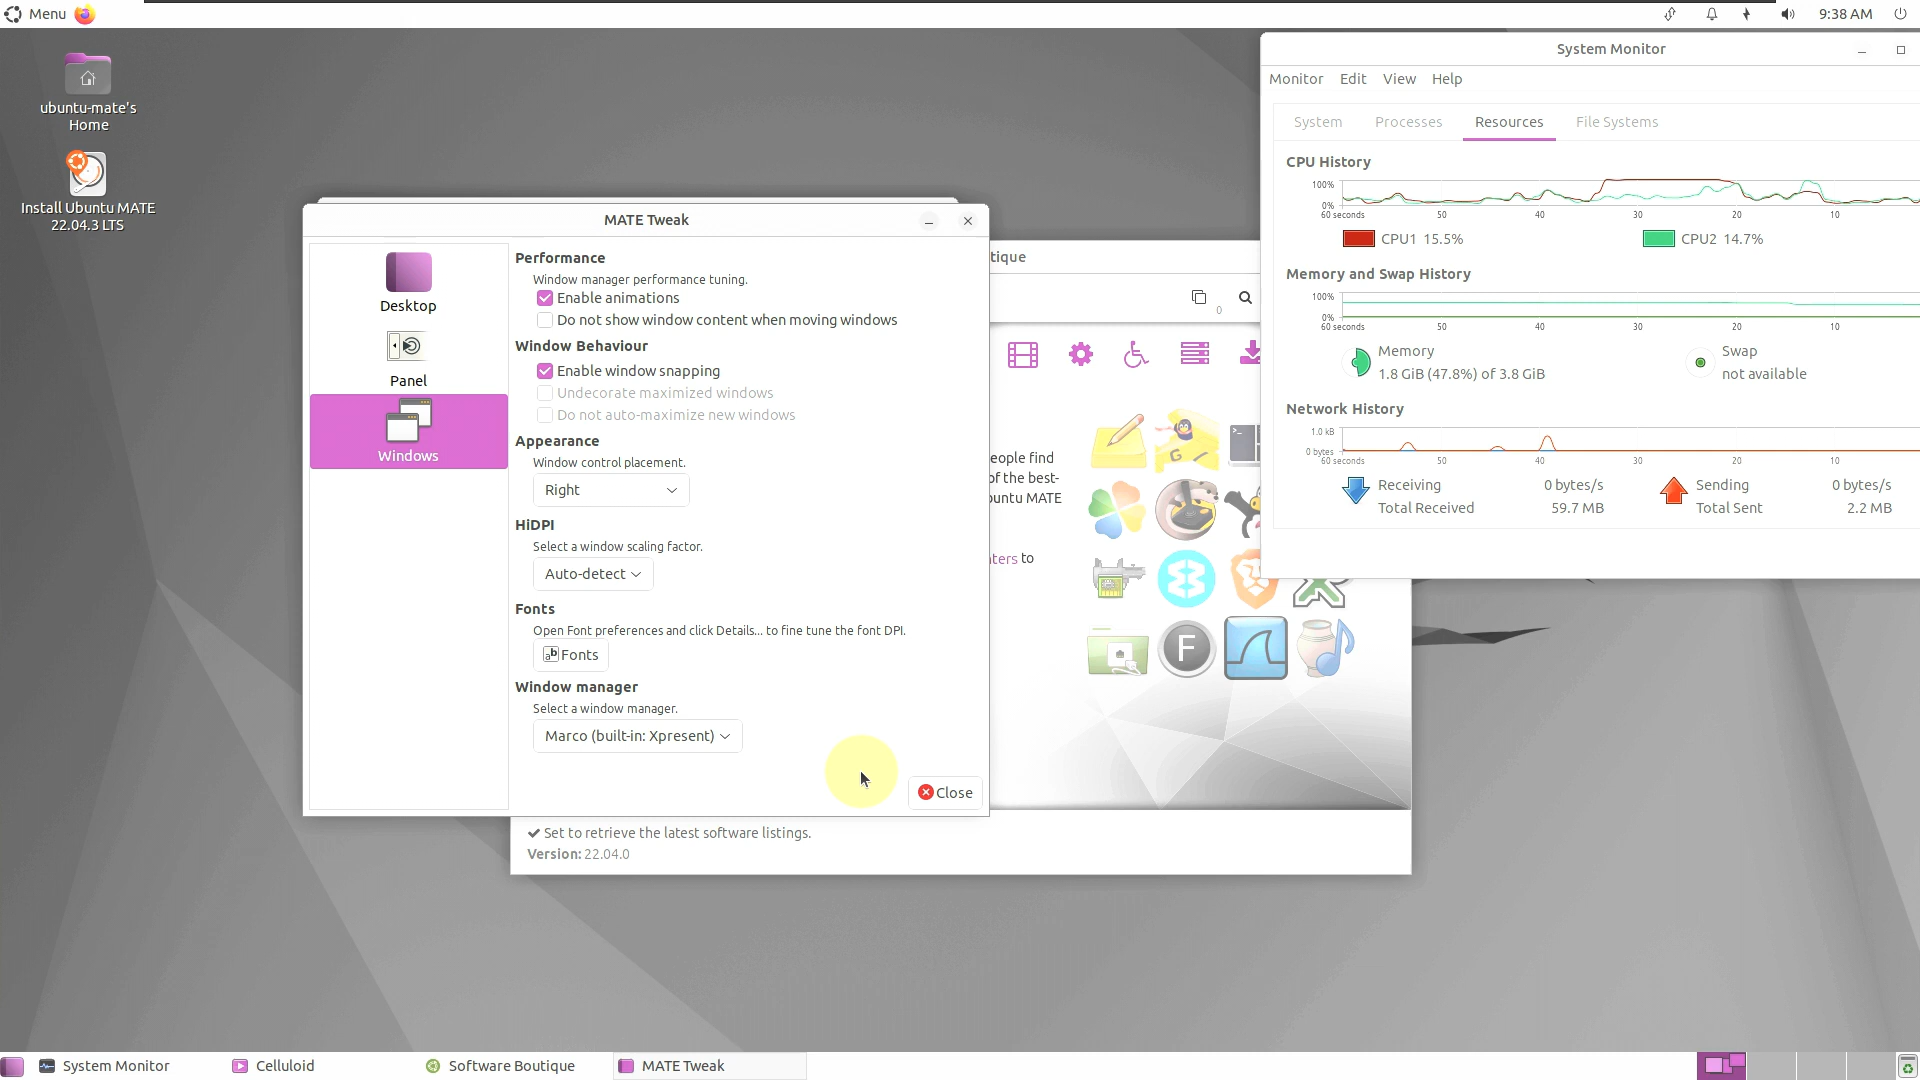 Menu
9:38 AM
ubuntu-mate's
Home
Install Ubuntu MATE
22.04.3 LTS
MATE Tweak
Desktop
Panel
Windows
Performance
Window manager performance tuning.
Enable animations
Do not show window content when moving windows
Window Behaviour
Enable window snapping
Undecorate maximized windows
Do not auto-maximize new windows
Appearance
Window control placement.
Right
HiDPI
Select a window scaling factor.
Auto-detect
Fonts
Open Font preferences and click Details... to fine tune the font DPI.
Fonts
Window manager
Select a window manager.
Marco (built-in: Xpresent)
Close
tique
0
eople find
of the best-
buntu MATE
ters to
G
F
Set to retrieve the latest software listings.
Version: 22.04.0
System Monitor
Monitor Edit View Help
System Processes Resources File Systems
CPU History
100%
0%
60 seconds 50 40 30 20 10
CPU1 15.5% CPU2 14.7%
Memory and Swap History
100%
0%
60 seconds 50 40 30 20 10
Memory
1.8 GiB (47.8%) of 3.8 GiB
Swap
not available
Network History
1.0 kB
0 bytes
60 seconds 50 40 30 20 10
Receiving 0 bytes/s
Total Received 59.7 MB
Sending 0 bytes/s
Total Sent 2.2 MB
System Monitor Celluloid Software Boutique MATE Tweak